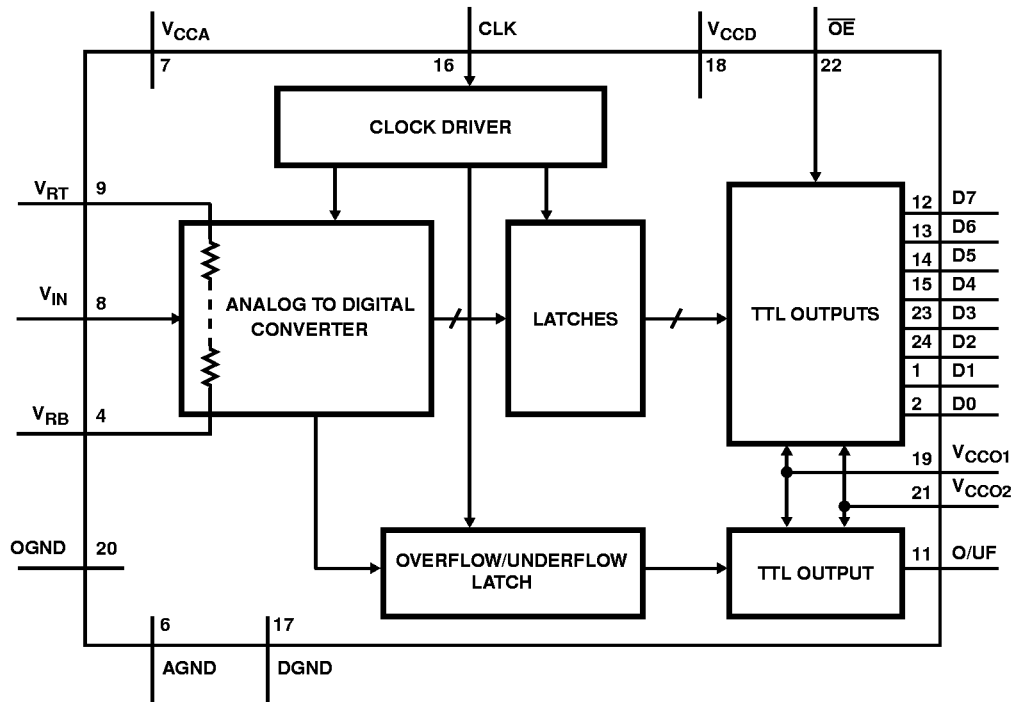 VCCA
7
CLK
16
VCCD
18
OE
22
CLOCK DRIVER
VRT
9
VIN
8
VRB
4
ANALOG TO DIGITAL
CONVERTER
LATCHES
TTL OUTPUTS
12 D7
13 D6
14 D5
15 D4
23 D3
24 D2
1 D1
2 D0
19 VCCO1
21 VCCO2
OGND 20
OVERFLOW/UNDERFLOW
LATCH
TTL OUTPUT
11 O/UF
6
AGND
17
DGND